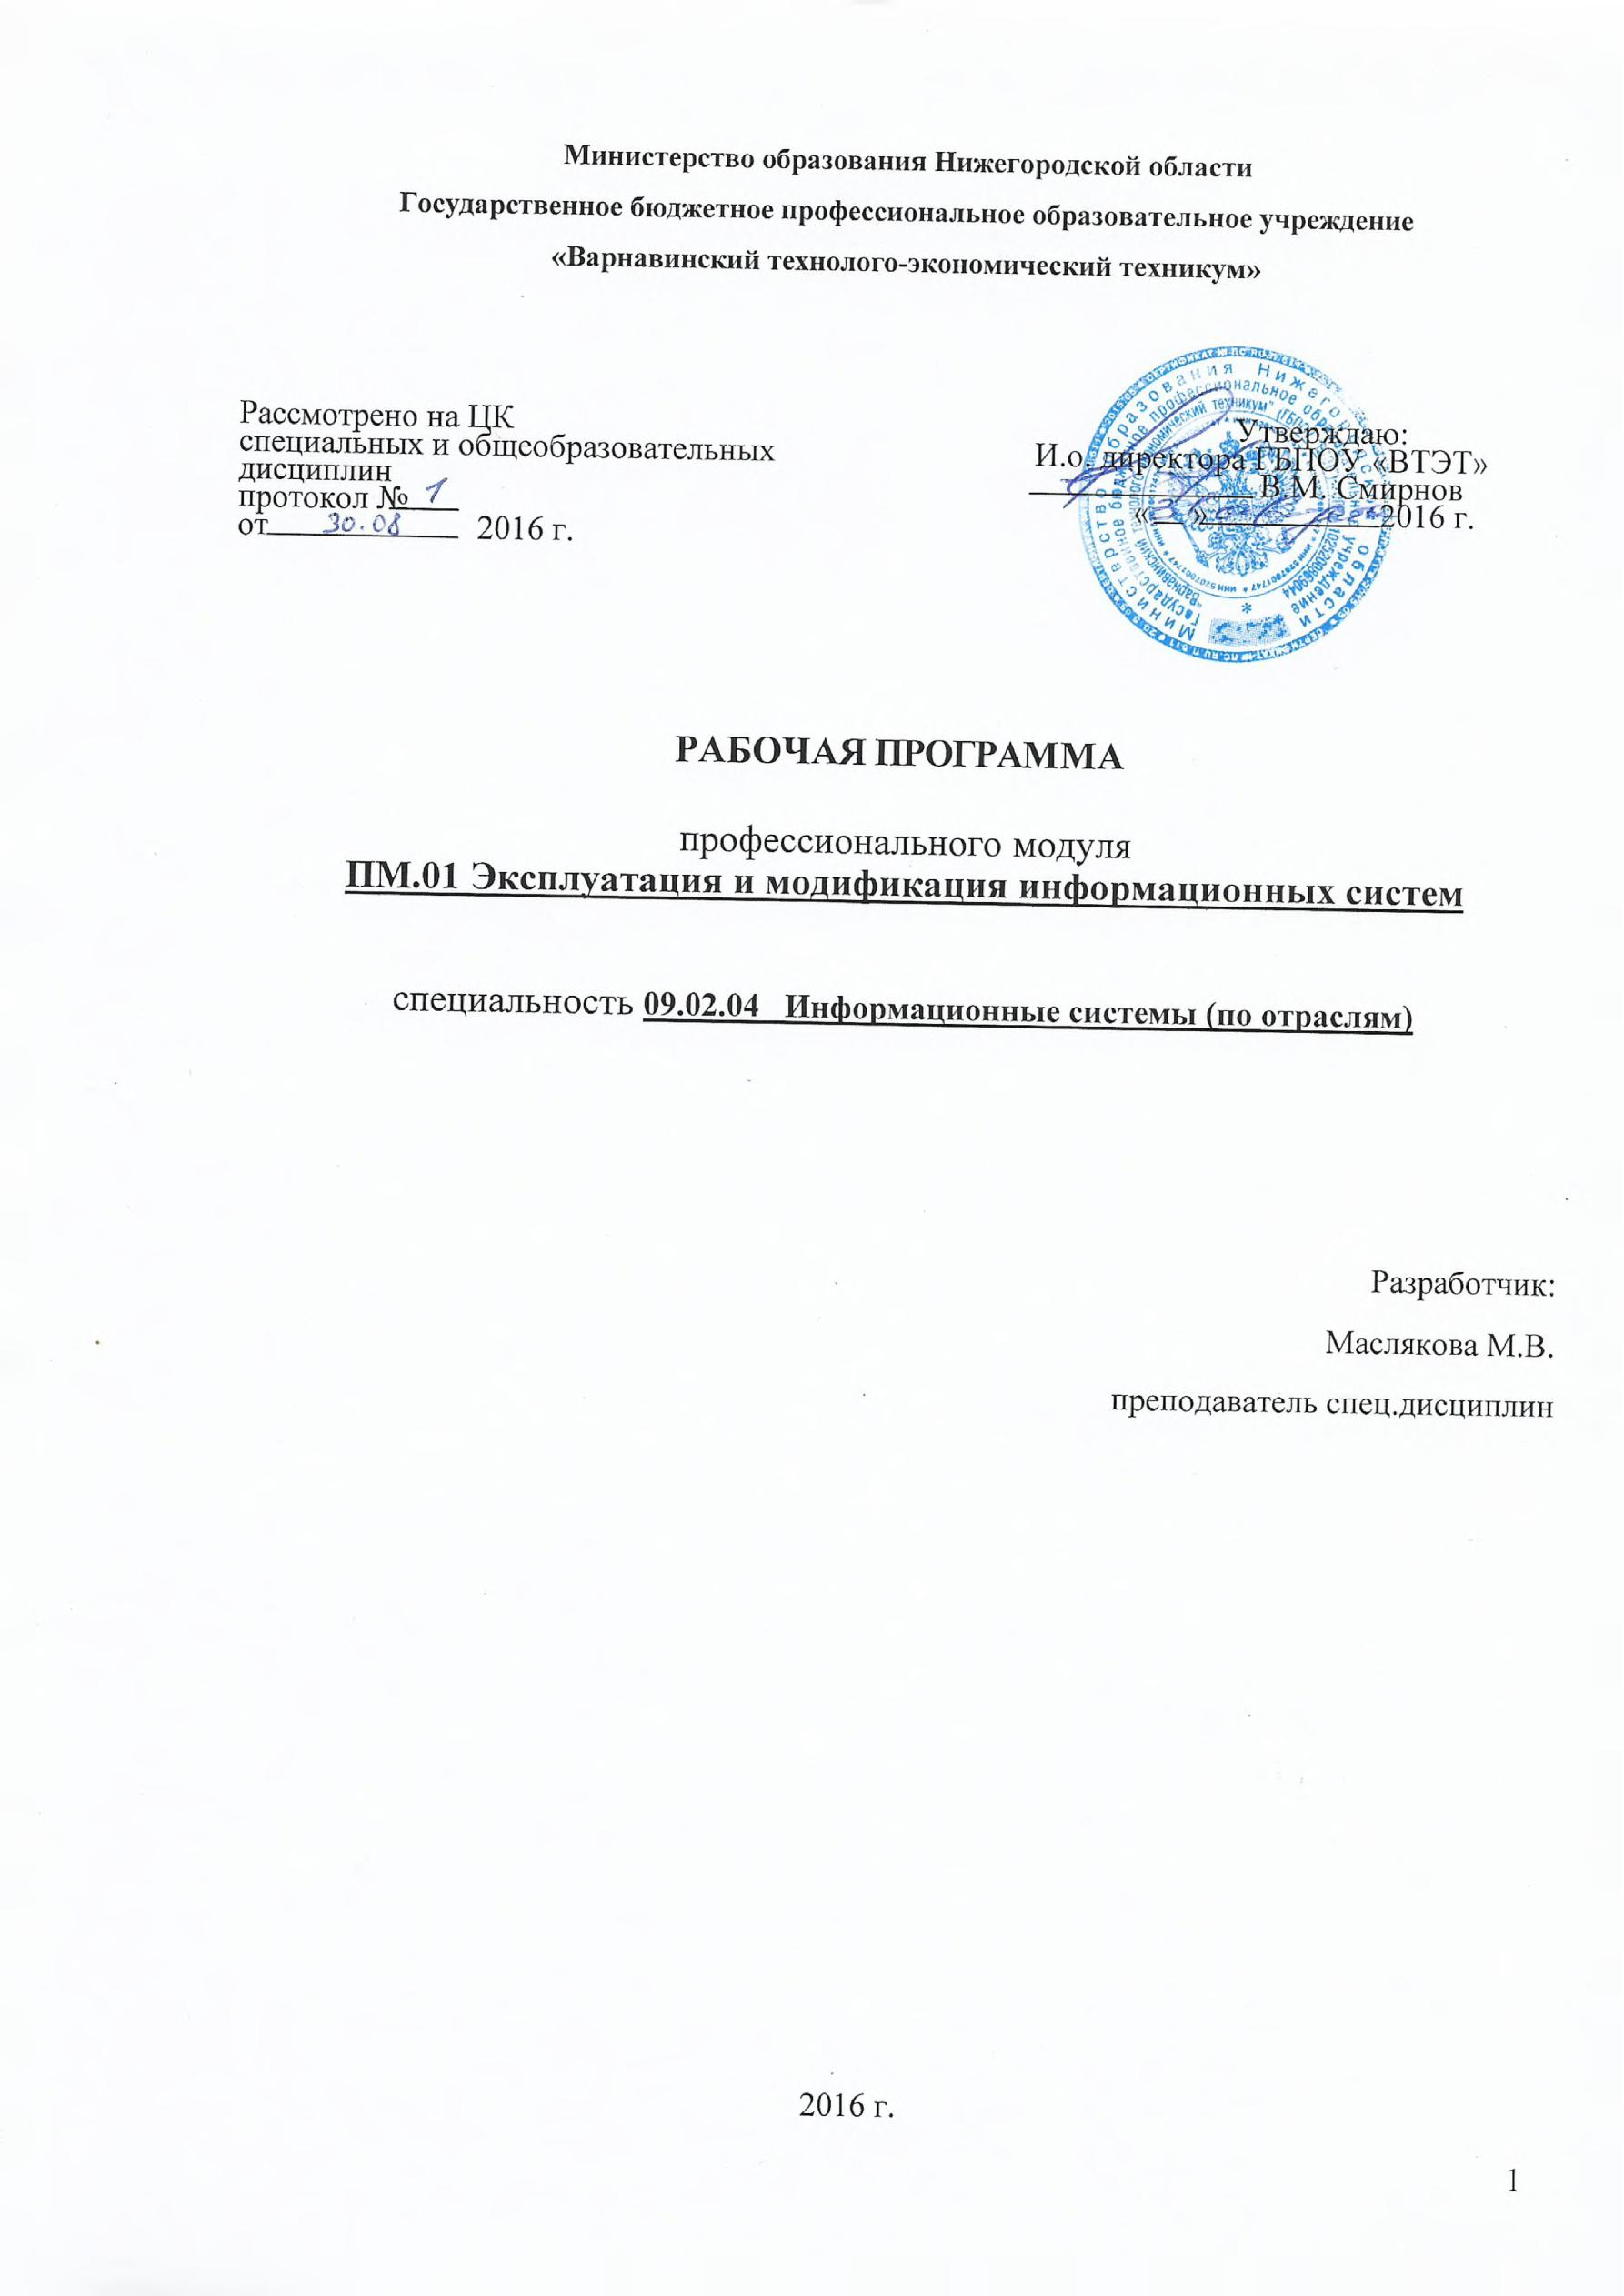 Министерство образования Нижегородской области
Государственное бюджетное профессиональное образовательное учреждение
«Варнавинский технолого-экономический техникум»
Рассмотрено на ЦК
специальных и общеобразовательных
дисциплин
протокол № 1
от 30.08 2016 г.
Утверждаю:
И.о. директора ГБПОУ «ВТЭТ»
В.М. Смирнов
« » 2016 г.
РАБОЧАЯ ПРОГРАММА
профессионального модуля
ПМ.01 Эксплуатация и модификация информационных систем
специальность 09.02.04 Информационные системы (по отраслям)
Разработчик:
Маслякова М.В.
преподаватель спец.дисциплин
2016 г.
1